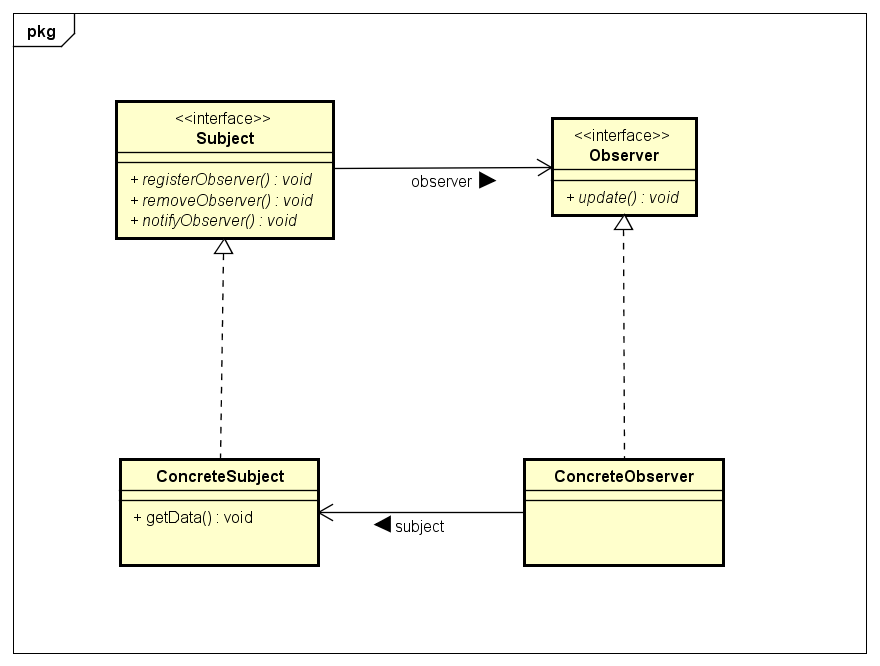 pkg
<<interface>>
Subject
+ registerObserver() : void
+ removeObserver() : void
+ notifyObserver() : void
observer ▶
<<interface>>
Observer
+ update() : void
ConcreteSubject
+ getData() : void
◀ subject
ConcreteObserver